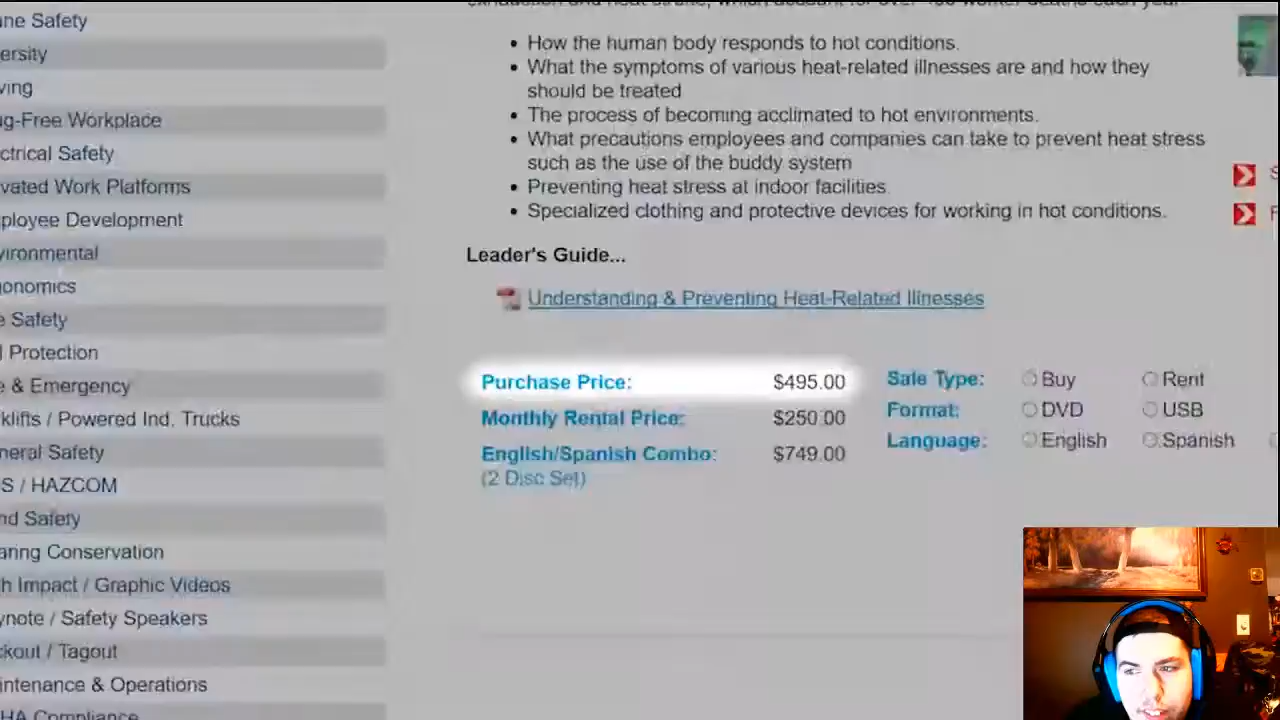 ane Safety
ersity
ving
ug-Free Workplace
ctrical Safety
vated Work Platforms
ployee Development
vironmental
gonomics
e Safety
l Protection
e & Emergency
klifts / Powered Ind. Trucks
neral Safety
S / HAZCOM
nd Safety
aring Conservation
h Impact / Graphic Videos
ynote / Safety Speakers
ckout / Tagout
intenance & Operations
HA Compliance
• How the human body responds to hot conditions.
• What the symptoms of various heat-related illnesses are and how they
should be treated
• The process of becoming acclimated to hot environments.
• What precautions employees and companies can take to prevent heat stress
such as the use of the buddy system
• Preventing heat stress at indoor facilities.
• Specialized clothing and protective devices for working in hot conditions.
Leader's Guide...
Understanding & Preventing Heat-Related Illnesses
Purchase Price: $495.00
Monthly Rental Price: $250.00
English/Spanish Combo: $749.00
(2 Disc Set)
Sale Type: Buy Rent
Format: DVD USB
Language: English Spanish